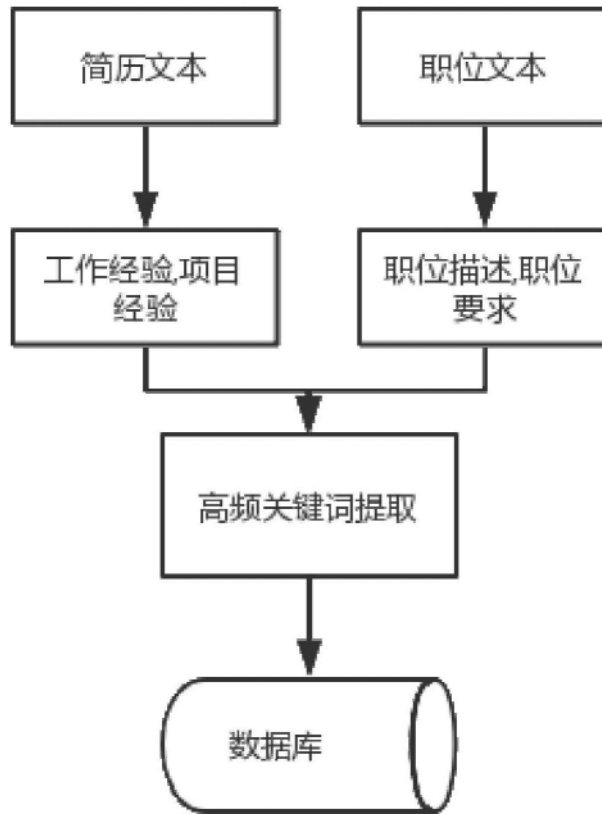 简历文本
职位文本
工作经验,项目
经验
职位描述,职位
要求
高频关键词提取
数据库